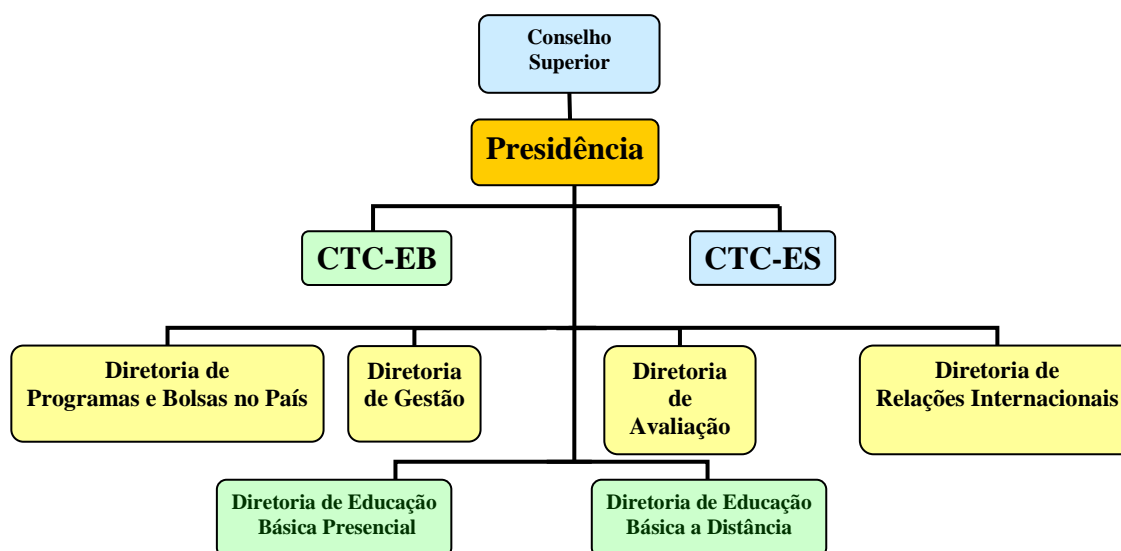 Conselho
Superior
Presidência
CTC-EB
CTC-ES
Diretoria de
Programas e Bolsas no País
Diretoria
de Gestão
Diretoria
de
Avaliação
Diretoria de
Relações Internacionais
Diretoria de Educação
Básica Presencial
Diretoria de Educação
Básica a Distância